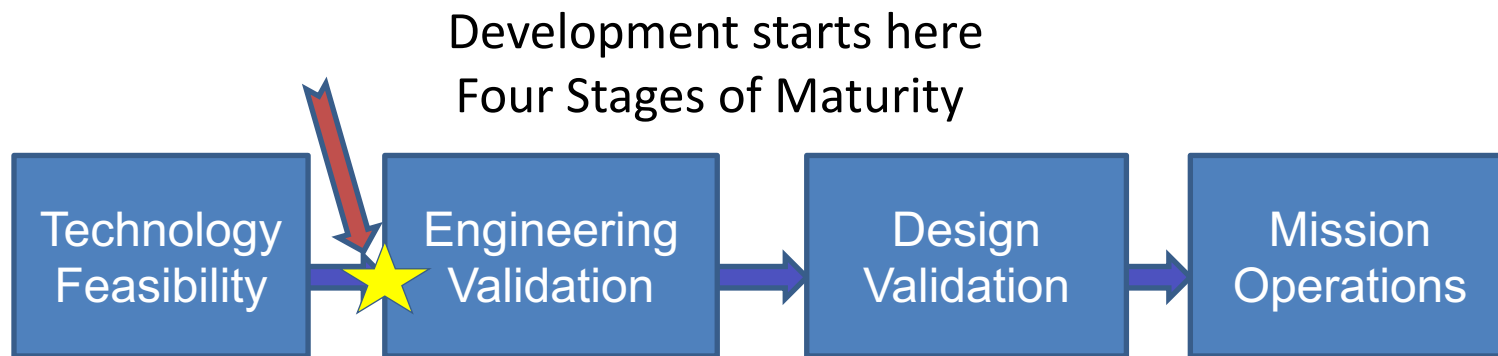 Development starts here
Four Stages of Maturity
Technology
Feasibility
Engineering
Validation
Design
Validation
Mission
Operations